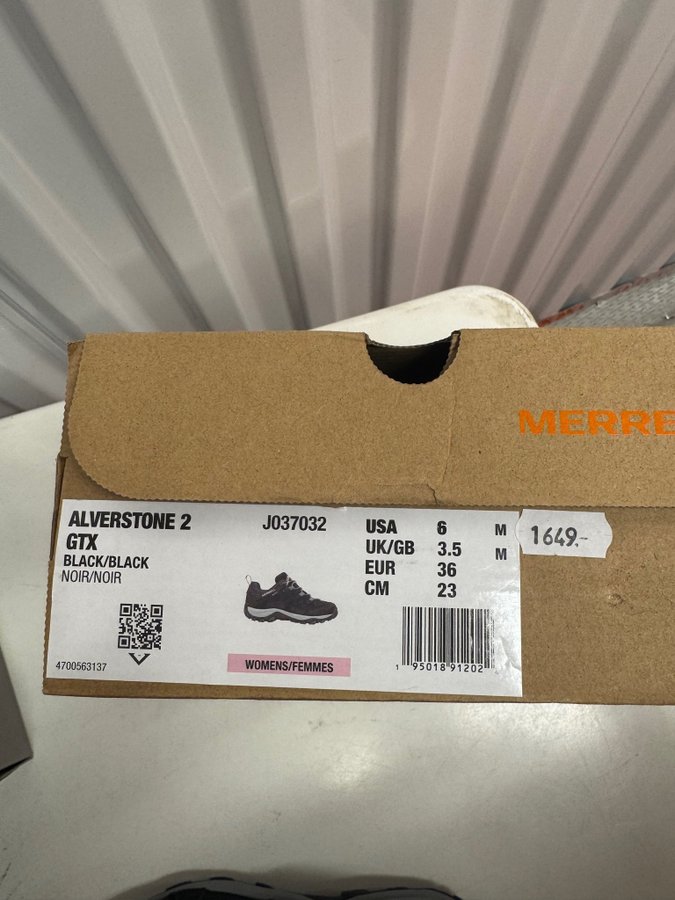 MERRE
ALVERSTONE 2
GTX
BLACK/BLACK
NOIR/NOIR
J037032
USA 6 M
UK/GB 3.5 M
EUR 36
CM 23
1649.-
4700563137
WOMENS/FEMMES
1 95018 91202